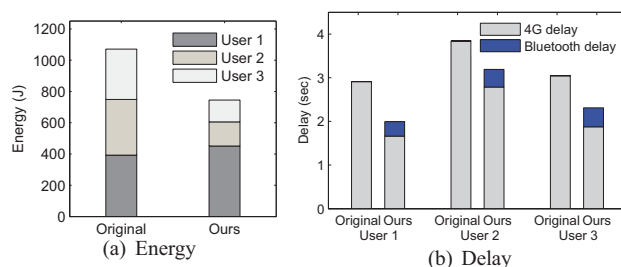 1200
1000
800
600
400
200
0
Energy (J)
User 1
User 2
User 3
Original Ours
(a) Energy
5
4
3
2
1
0
Delay (sec)
4G delay
Bluetooth delay
Original Ours Original Ours Original Ours
User 1 User 2 User 3
(b) Delay